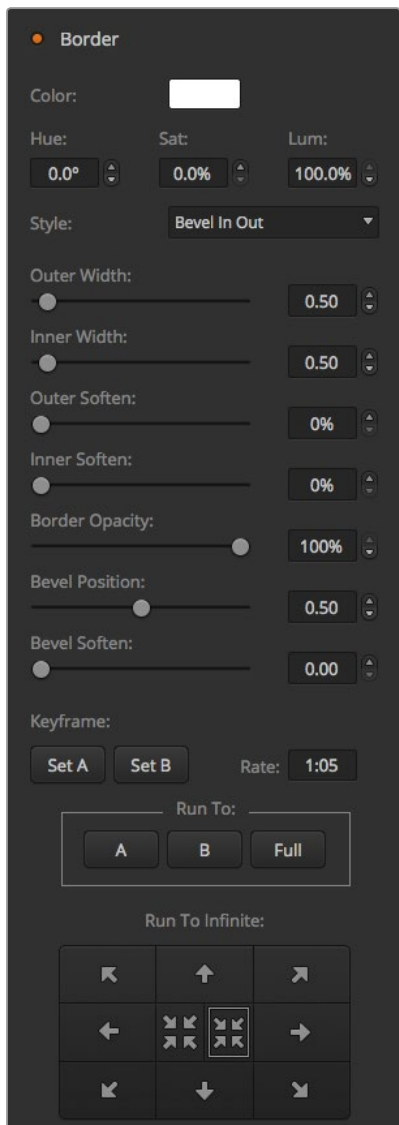 Border
Color:
Hue: Sat: Lum:
0.0° 0.0% 100.0%
Style: Bevel In Out
Outer Width:
0.50
Inner Width:
0.50
Outer Soften:
0%
Inner Soften:
0%
Border Opacity:
100%
Bevel Position:
0.50
Bevel Soften:
0.00
Keyframe:
Set A Set B Rate: 1:05
Run To:
A B Full
Run To Infinite: